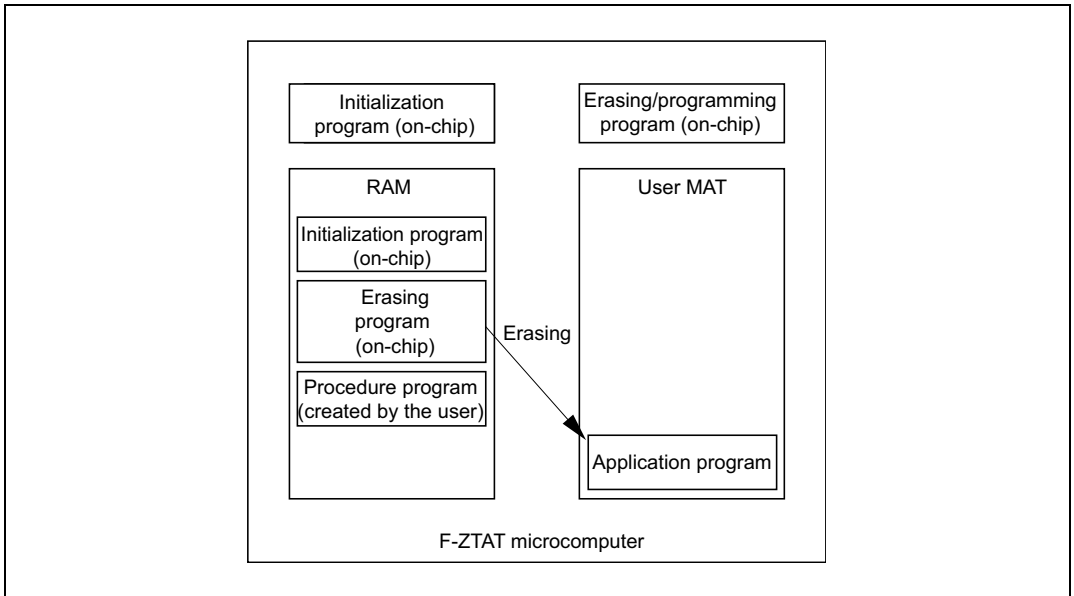 Initialization
program (on-chip)
Erasing/programming
program (on-chip)
RAM
Initialization program
(on-chip)
Erasing
program
(on-chip)
Procedure program
(created by the user)
Erasing
User MAT
Application program
F-ZTAT microcomputer